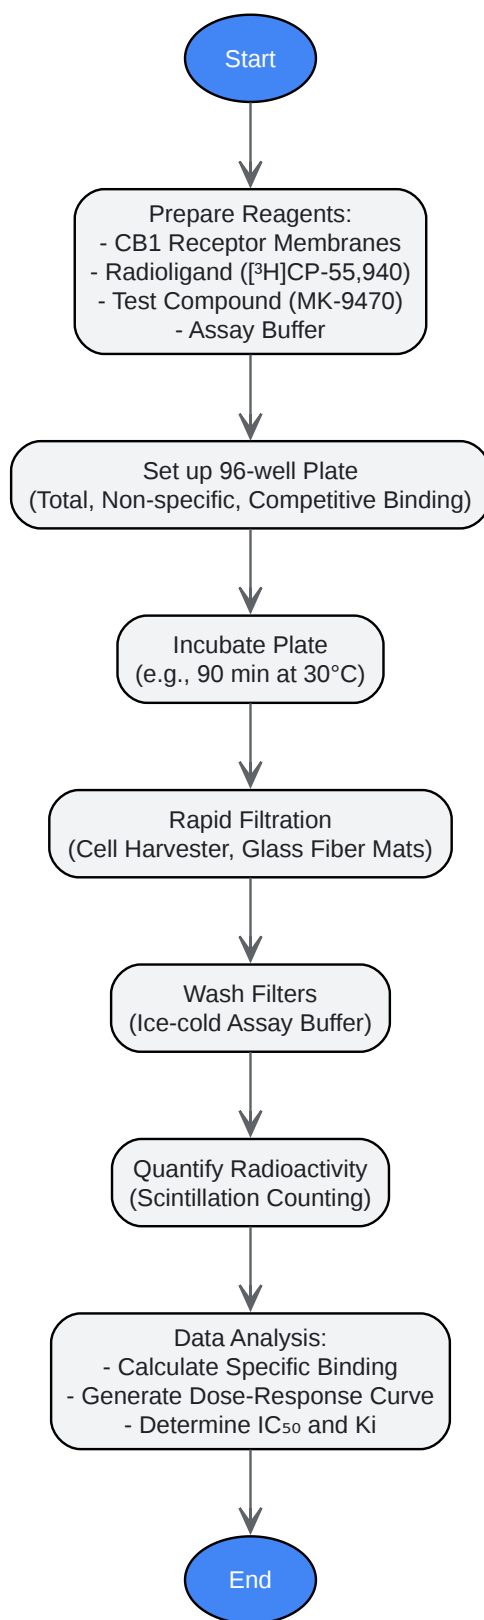 Start
Prepare Reagents:
- CB1 Receptor Membranes
- Radioligand ([³H]CP-55,940)
- Test Compound (MK-9470)
- Assay Buffer
Set up 96-well Plate
(Total, Non-specific, Competitive Binding)
Incubate Plate
(e.g., 90 min at 30°C)
Rapid Filtration
(Cell Harvester, Glass Fiber Mats)
Wash Filters
(Ice-cold Assay Buffer)
Quantify Radioactivity
(Scintillation Counting)
Data Analysis:
- Calculate Specific Binding
- Generate Dose-Response Curve
- Determine IC₅₀ and Ki
End